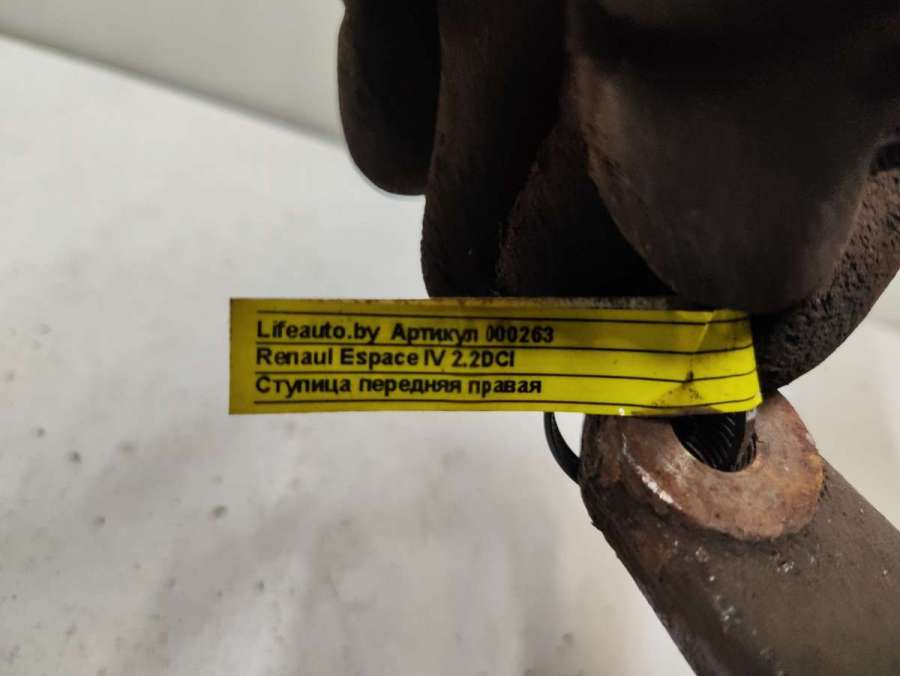 Lifeauto.by Артикул 000263
Renaul Espace IV 2.2DCI
Ступица передняя правая